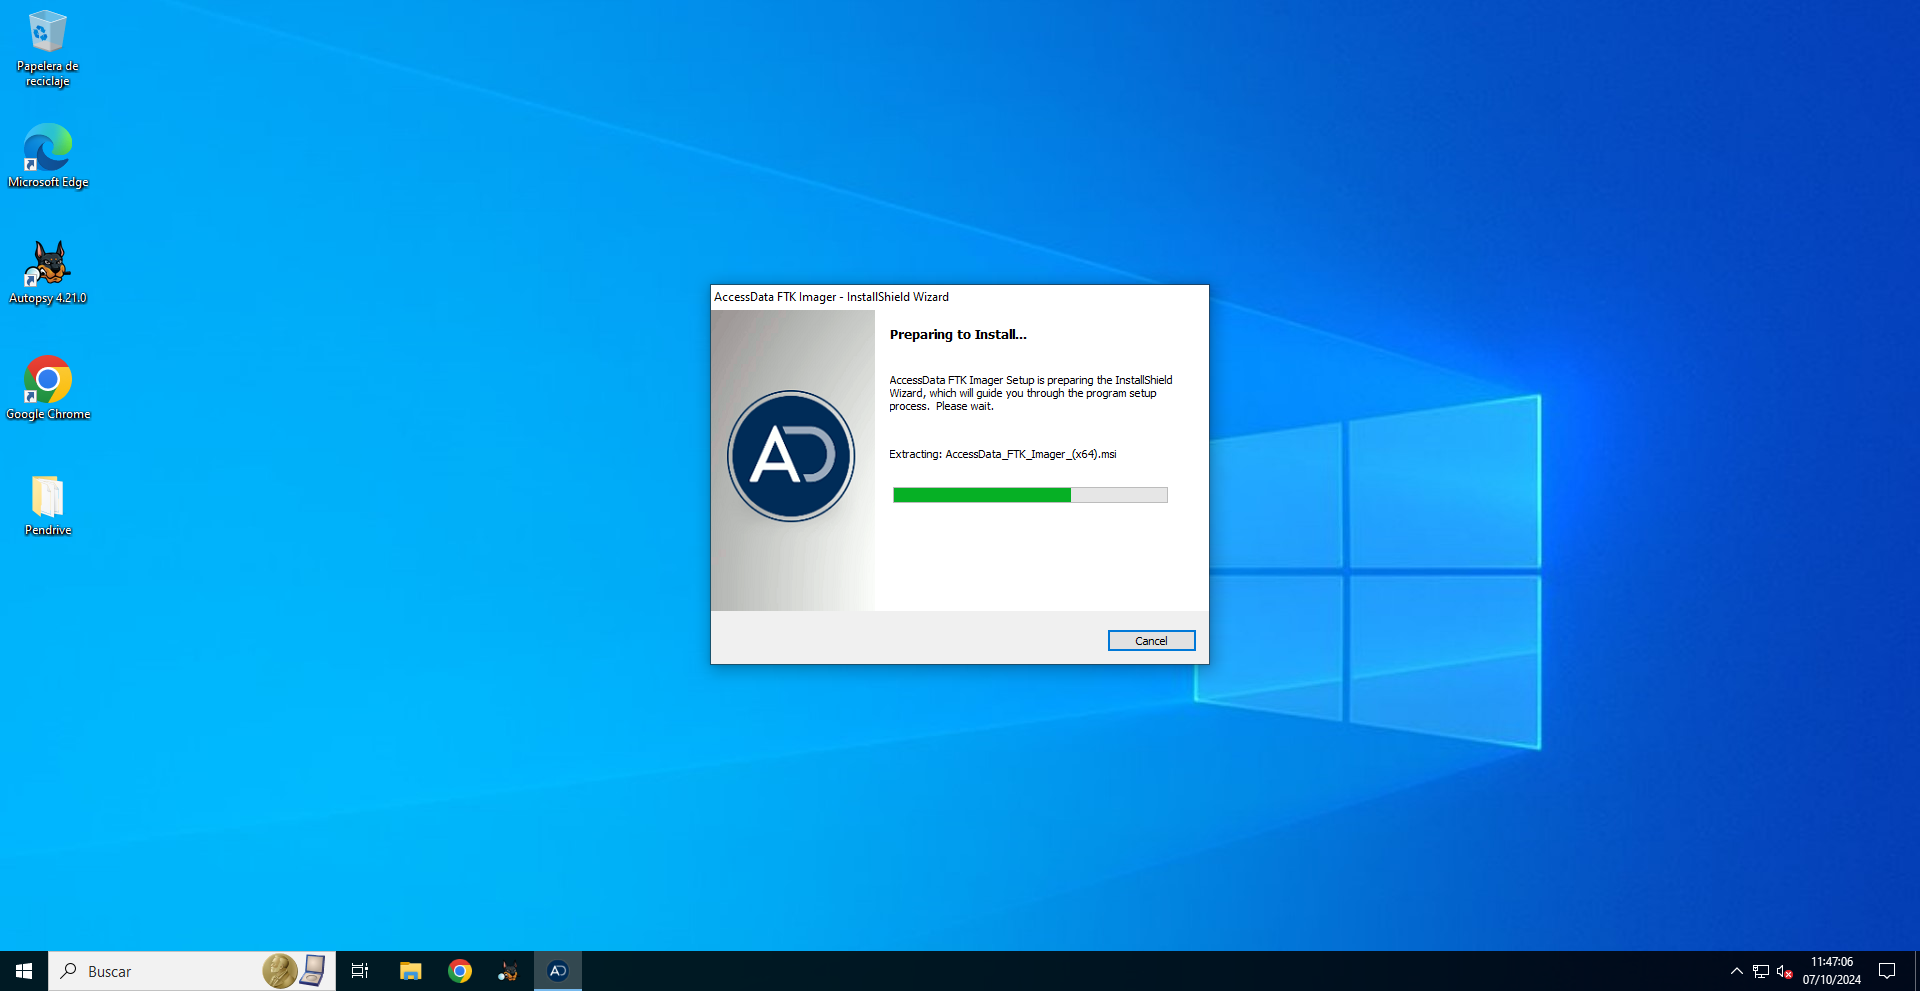 Papelera de
reciclaje
Microsoft Edge
Autopsy 4.21.0
Google Chrome
Pendrive
AccessData FTK Imager - InstallShield Wizard
AD
Preparing to Install...
AccessData FTK Imager Setup is preparing the InstallShield
Wizard, which will guide you through the program setup
process. Please wait.
Extracting: AccessData_FTK_Imager_(x64).msi
Cancel
Buscar
AD
11:47:06
07/10/2024